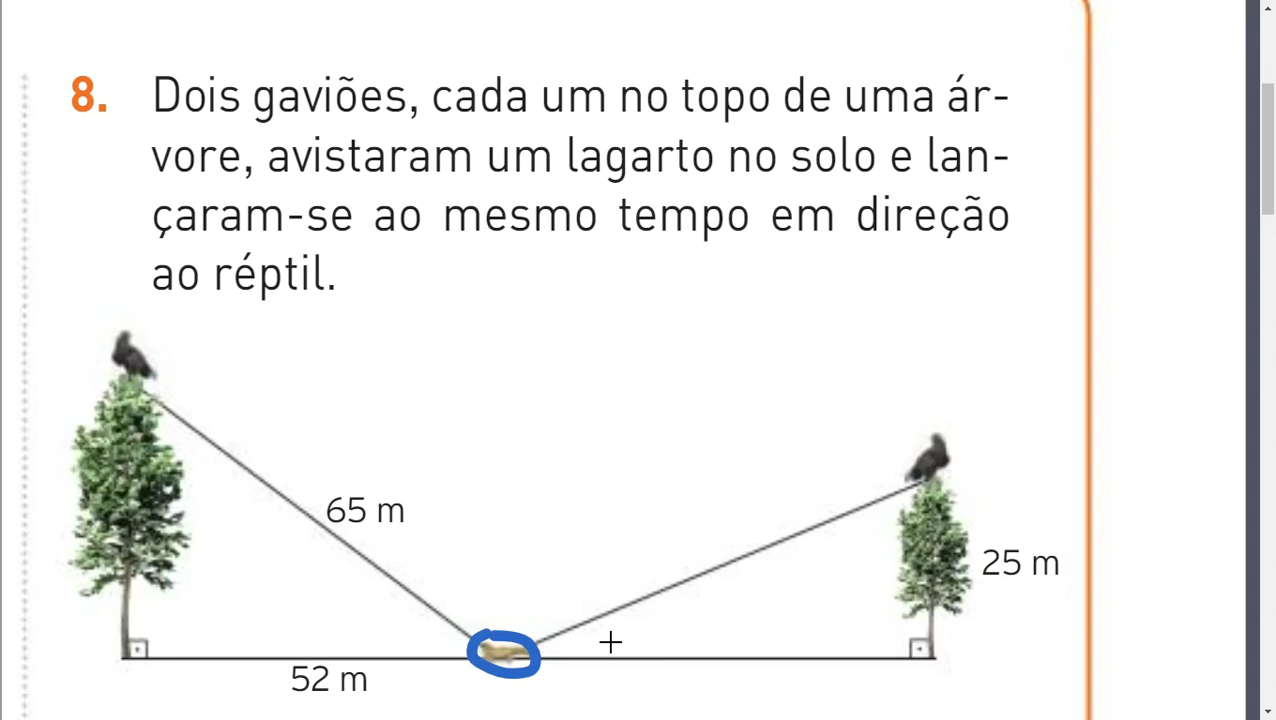 8. Dois gaviões, cada um no topo de uma ár-
vore, avistaram um lagarto no solo e lan-
çaram-se ao mesmo tempo em direção
ao réptil.
65 m
25 m
52 m